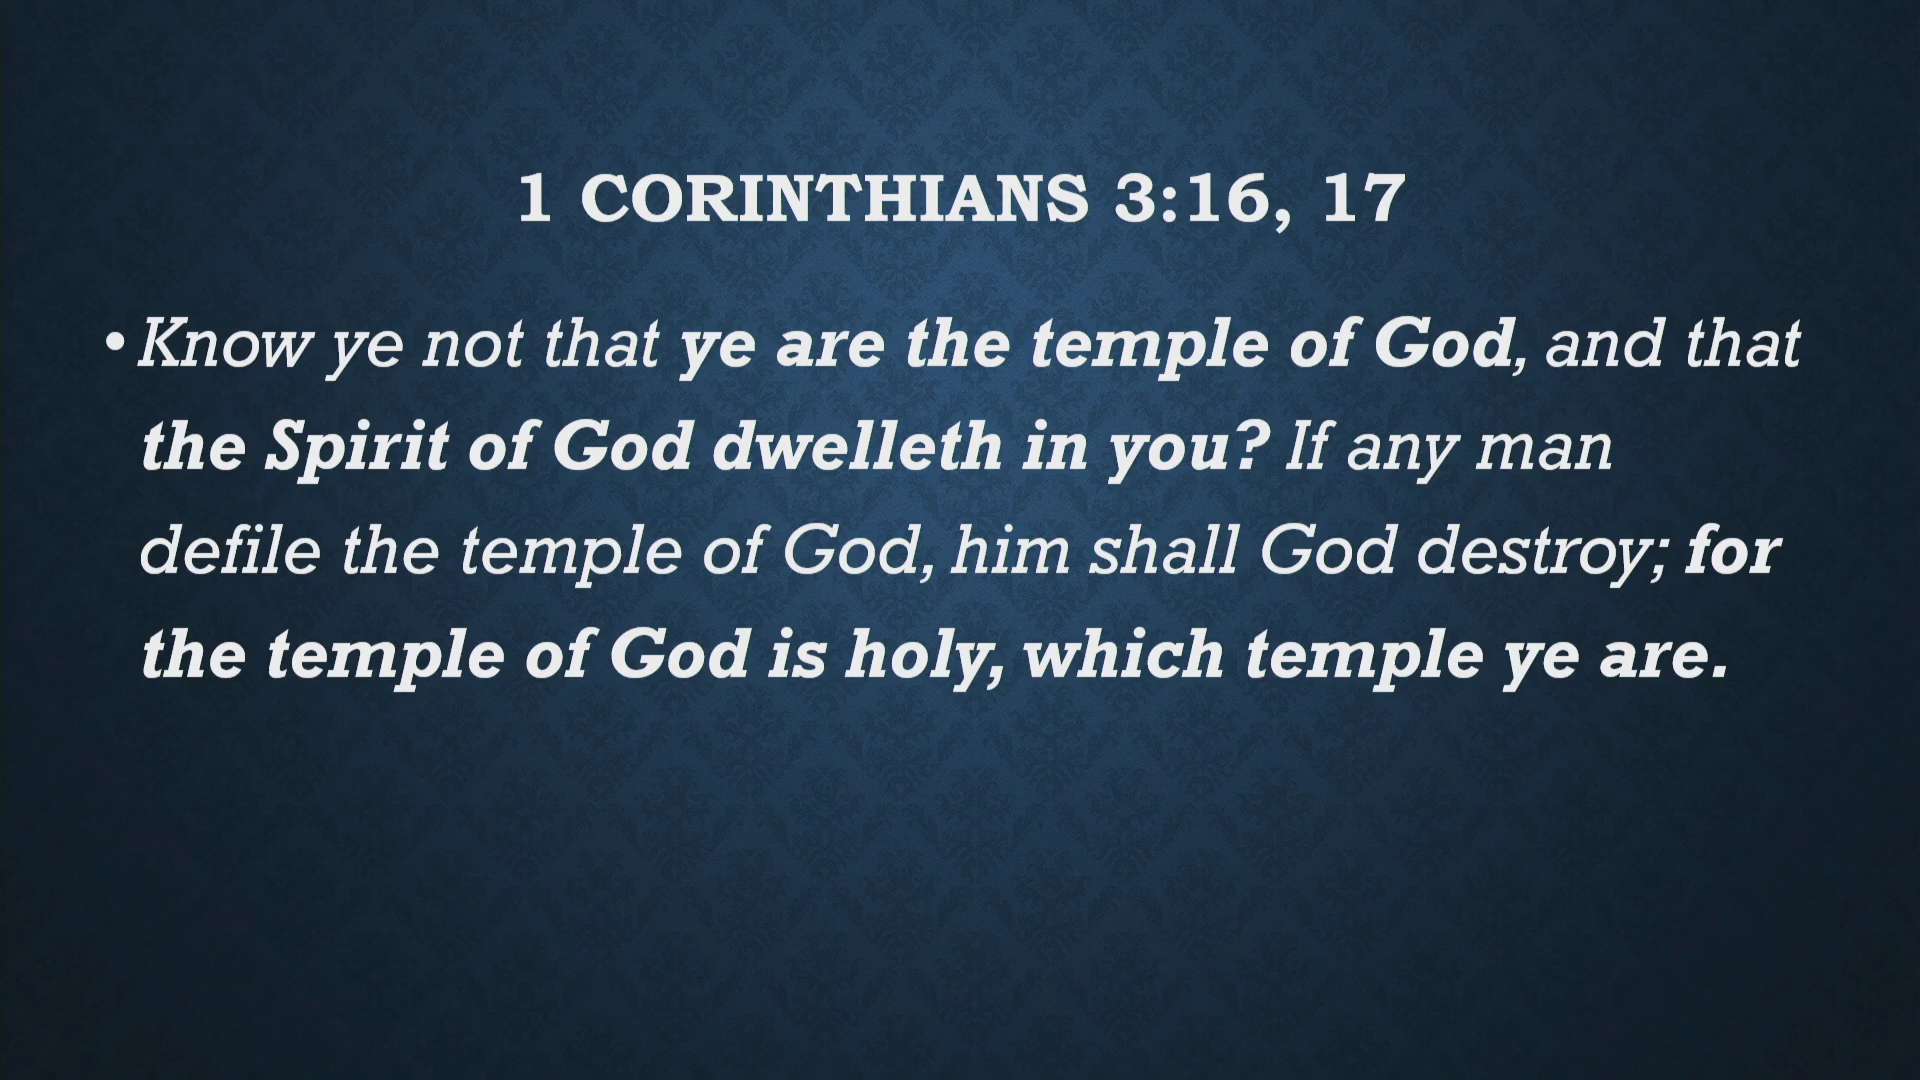 1 CORINTHIANS 3:16, 17
• Know ye not that ye are the temple of God, and that
the Spirit of God dwelleth in you? If any man
defile the temple of God, him shall God destroy; for
the temple of God is holy, which temple ye are.